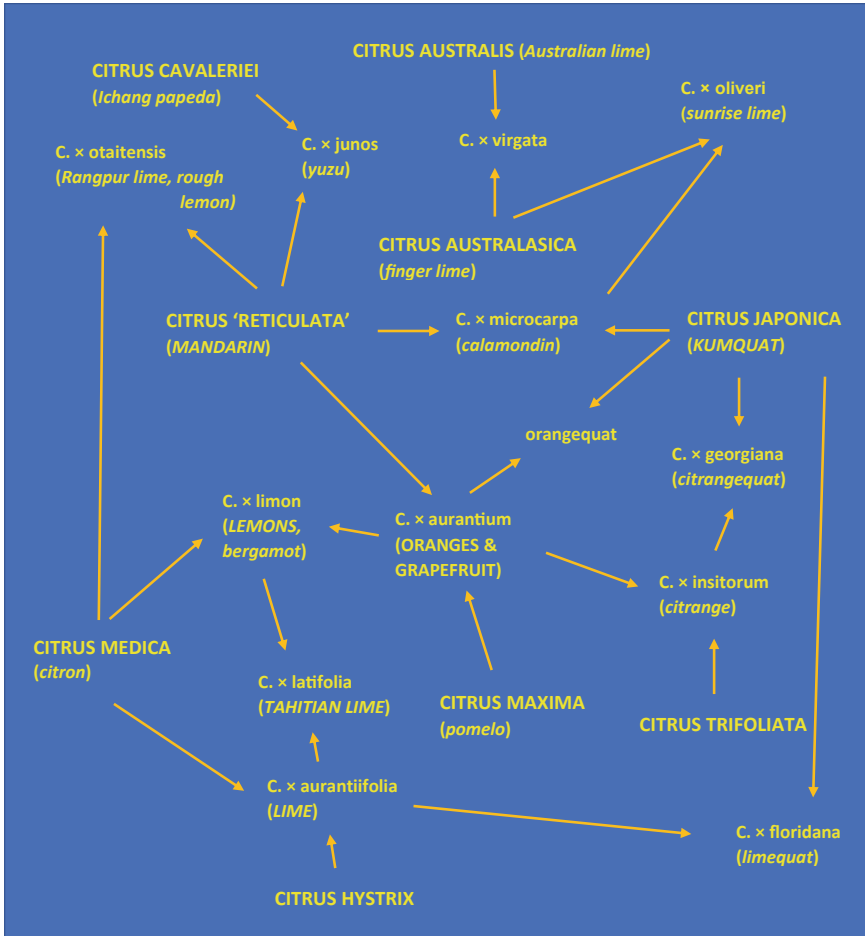 CITRUS AUSTRALIS (Australian lime)
CITRUS CAVALERIEI
(Ichang papeda)
C. × oliveri
(sunrise lime)
C. × otaitensis
(Rangpur lime, rough
lemon)
C. × junos
(yuzu)
C. × virgata
CITRUS AUSTRALASICA
(finger lime)
CITRUS ‘RETICULATA’
(MANDARIN)
C. × microcarpa
(calamondin)
CITRUS JAPONICA
(KUMQUAT)
orangequat
C. × georgiana
(citrangequat)
C. × limon
(LEMONS,
bergamot)
C. × aurantium
(ORANGES &
GRAPEFRUIT)
C. × insitorum
(citrange)
CITRUS MEDICA
(citron)
C. × latifolia
(TAHITIAN LIME)
CITRUS MAXIMA
(pomelo)
CITRUS TRIFOLIATA
C. × aurantiifolia
(LIME)
C. × floridana
(limequat)
CITRUS HYSTRIX